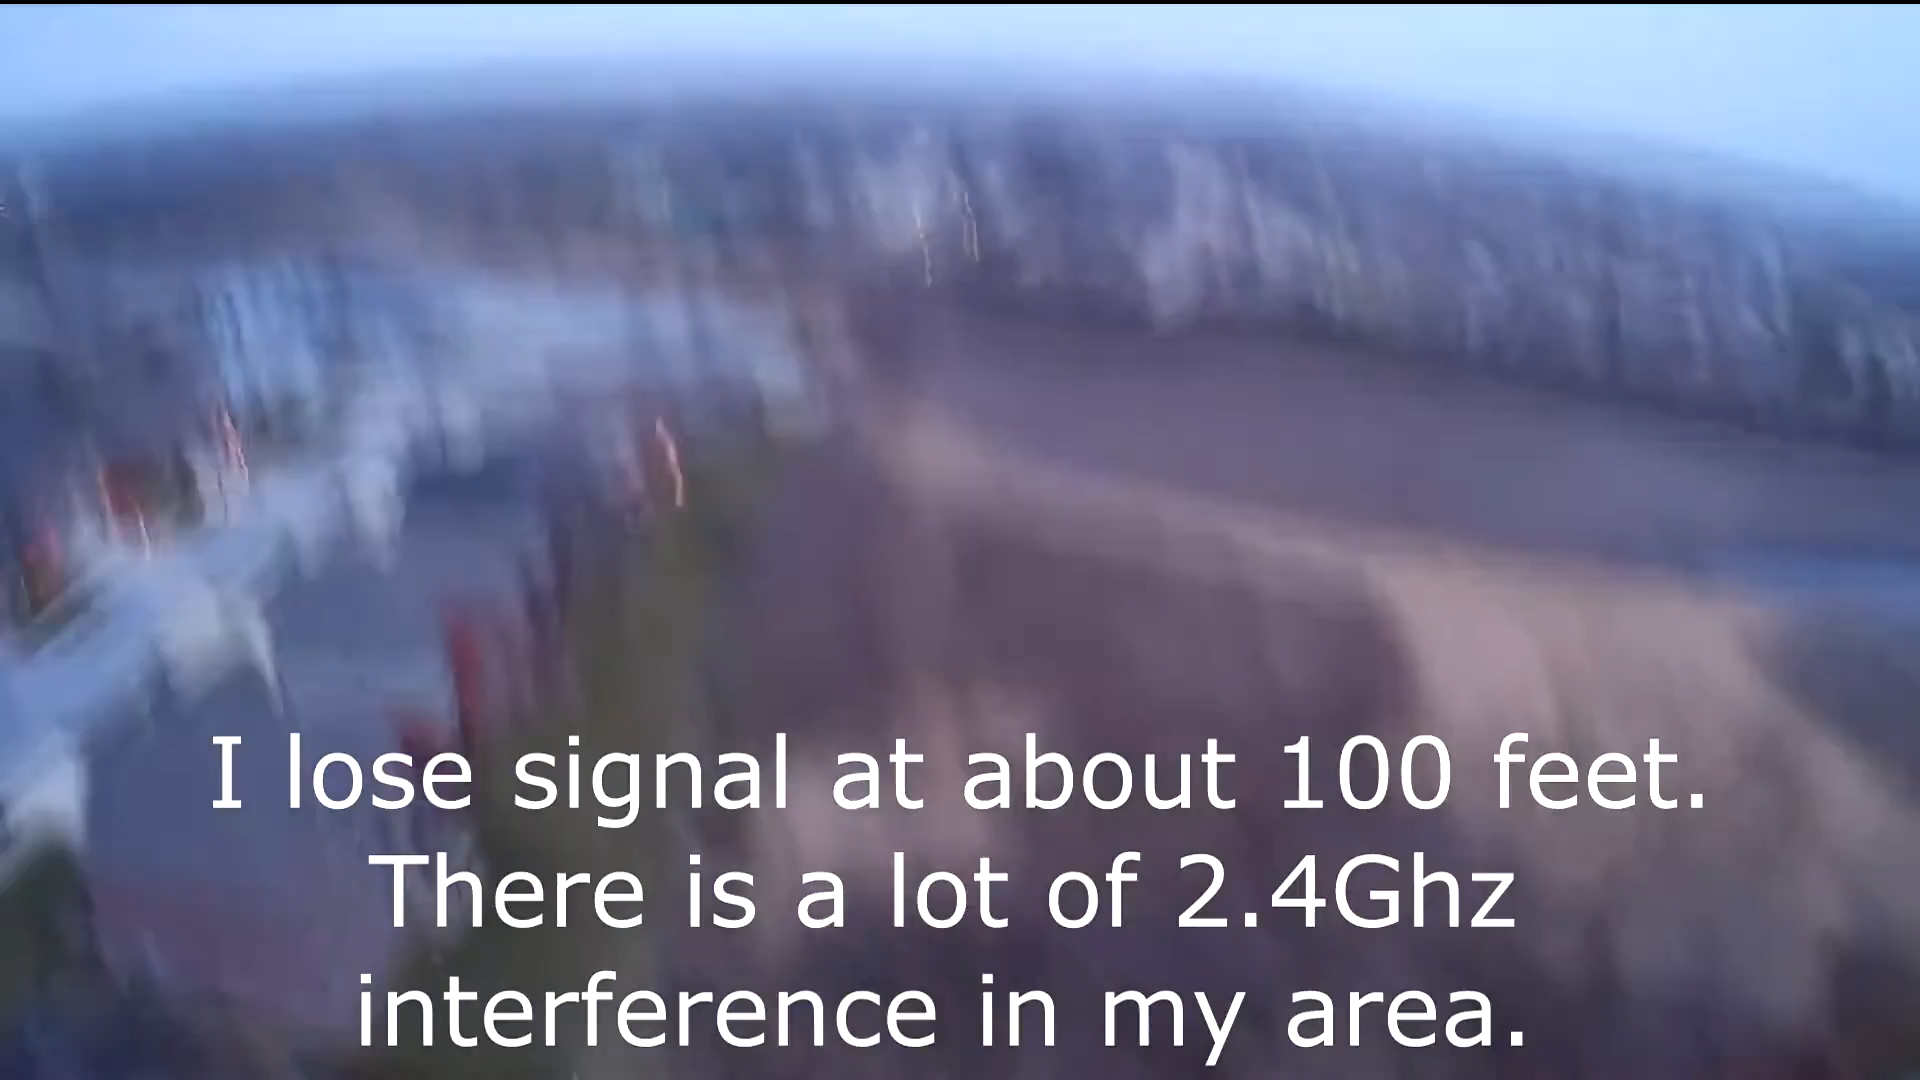 I lose signal at about 100 feet.
There is a lot of 2.4Ghz
interference in my area.